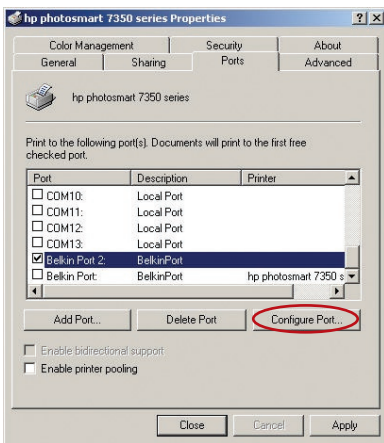 hp photosmart 7350 series Properties
Color Management Security About
General Sharing Ports Advanced
hp photosmart 7350 series
Print to the following port(s). Documents will print to the first free
checked port.
Port Description Printer
COM10: Local Port
COM11: Local Port
COM12: Local Port
COM13: Local Port
Belkin Port 2: BelkinPort
Belkin Port: BelkinPort hp photosmart 7350 s
Add Port... Delete Port Configure Port...
Enable bidirectional support
Enable printer pooling
Close Cancel Apply